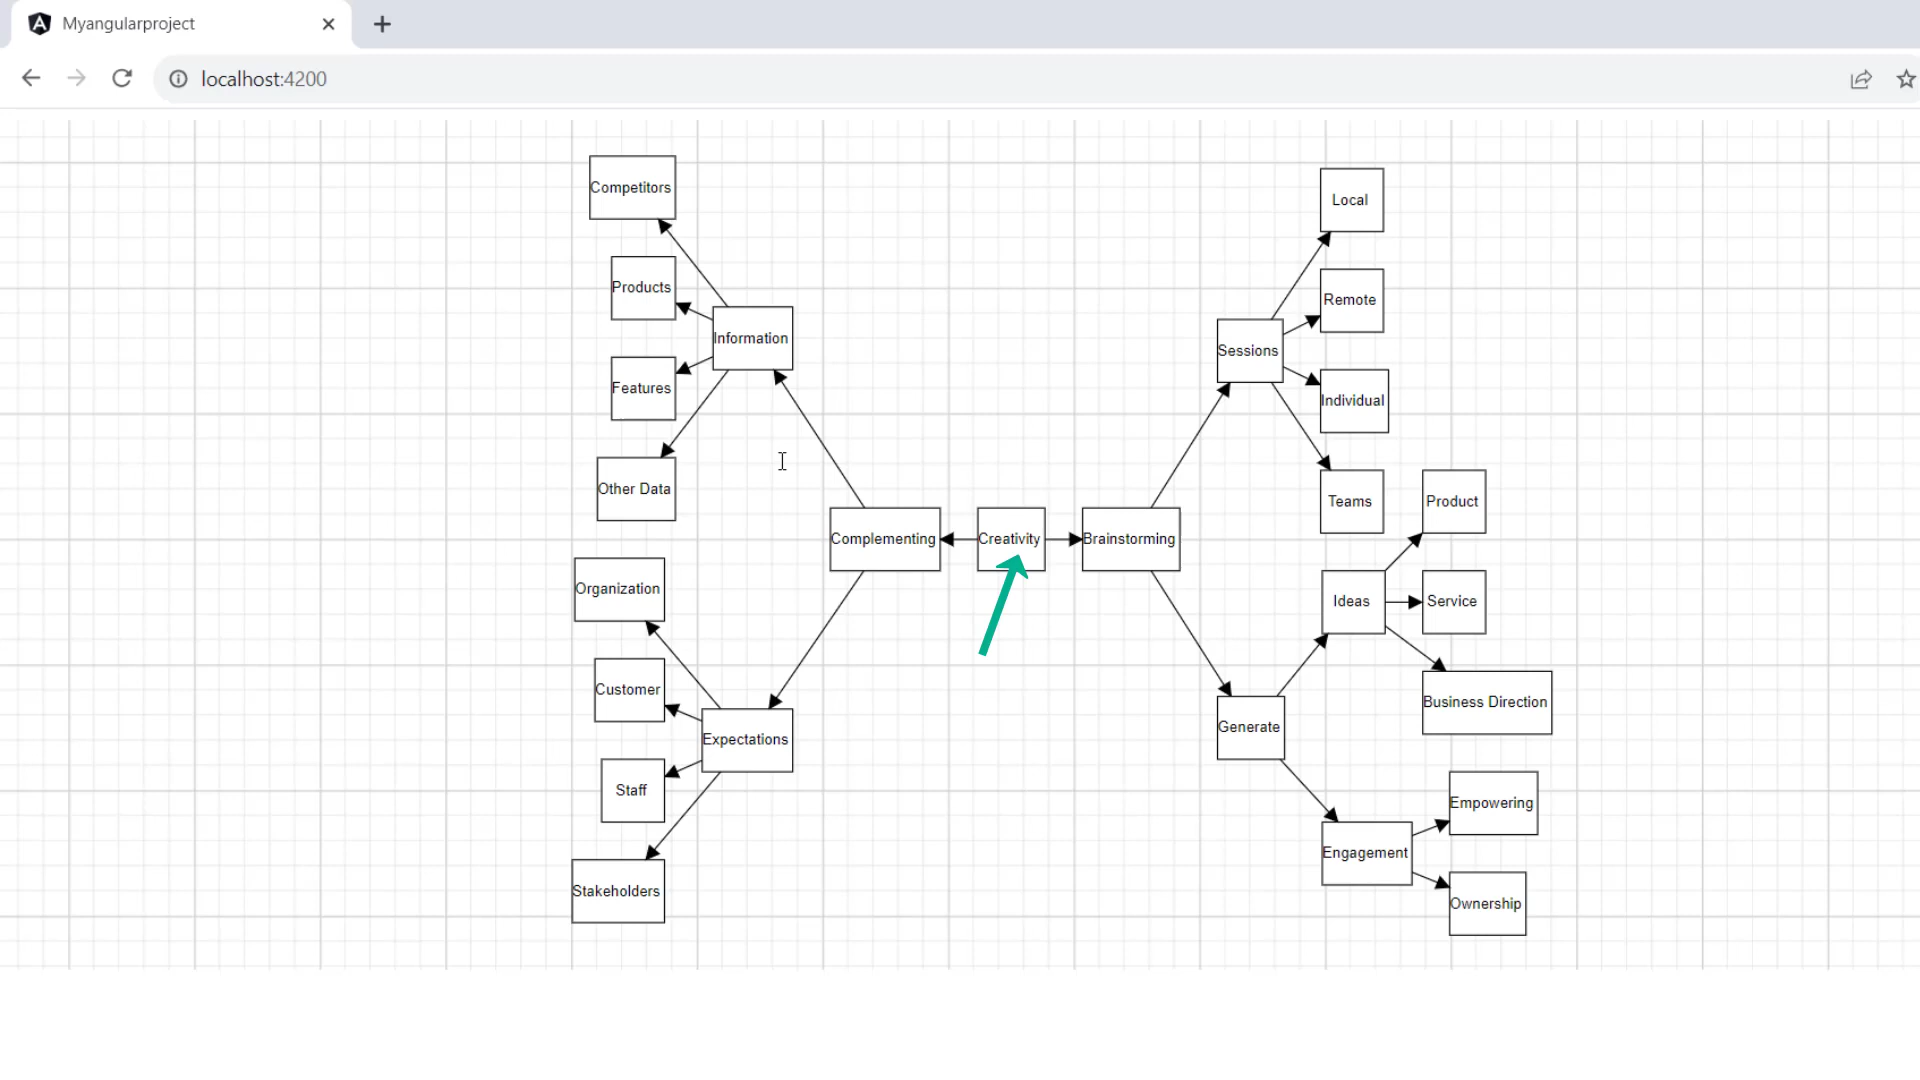 Myangularproject
localhost:4200
Competitors
Products
Information
Features
Other Data
Organization
Customer
Expectations
Staff
Stakeholders
Complementing
Creativity
Brainstorming
Local
Remote
Sessions
Individual
Teams
Product
Ideas
Service
Business Direction
Generate
Empowering
Engagement
Ownership